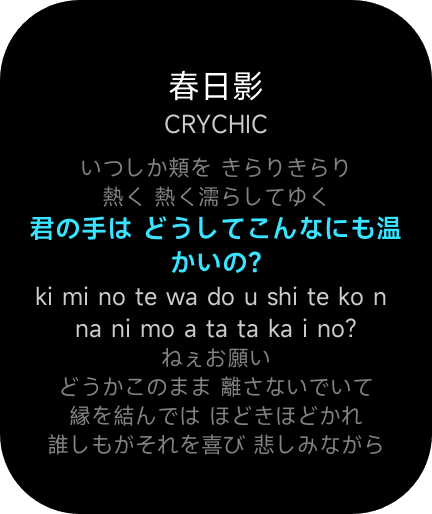 春日影
CRYCHIC
いつしか頬を きらりきらり
熱く 熱く濡らしてゆく
君の手は どうしてこんなにも温
かいの?
ki mi no te wa do u shi te ko n
na ni mo a ta ta ka i no?
ねぇお願い
どうかこのまま 離さないでいて
縁を結んでは ほどきほどかれ
誰しもがそれを喜び 悲しみながら